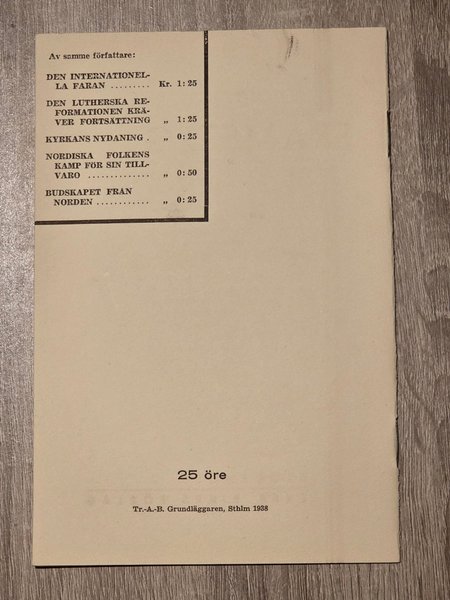 Av samme författare:
DEN INTERNATIONEL-
LA FARAN ......... Kr. 1:25
DEN LUTHERSKA RE-
FORMATIONEN KRÄ-
VER FORTSÄTTNING „ 1:25
KYRKANS NYDANING . „ 0:25
NORDISKA FOLKENS
KAMP FÖR SIN TILL-
VARO .............. „ 0:50
BUDSKAPET FRÅN
NORDEN ............ „ 0:25
25 öre
Tr.-A.-B. Grundläggaren, Sthlm 1938